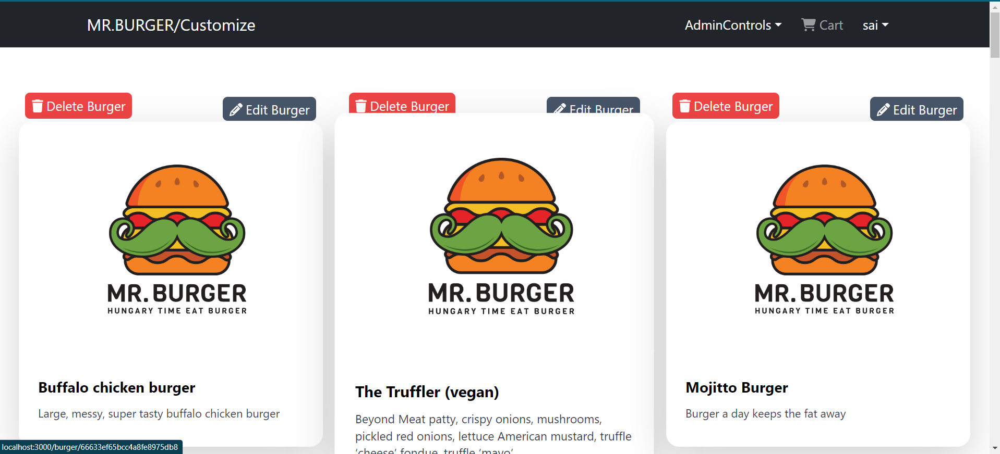 MR.BURGER/Customize
AdminControls
Cart
sai
Delete Burger
Edit Burger
Delete Burger
Edit Burger
Delete Burger
Edit Burger
MR. BURGER
HUNGARY TIME EAT BURGER
Buffalo chicken burger
Large, messy, super tasty buffalo chicken burger
MR. BURGER
HUNGARY TIME EAT BURGER
The Truffler (vegan)
Beyond Meat patty, crispy onions, mushrooms,
pickled red onions, lettuce American mustard, truffle
‘cheese’ fondue, truffle ‘mayo’
MR. BURGER
HUNGARY TIME EAT BURGER
Mojitto Burger
Burger a day keeps the fat away
localhost:3000/burger/66633ef65bcc4a8fe8975db8